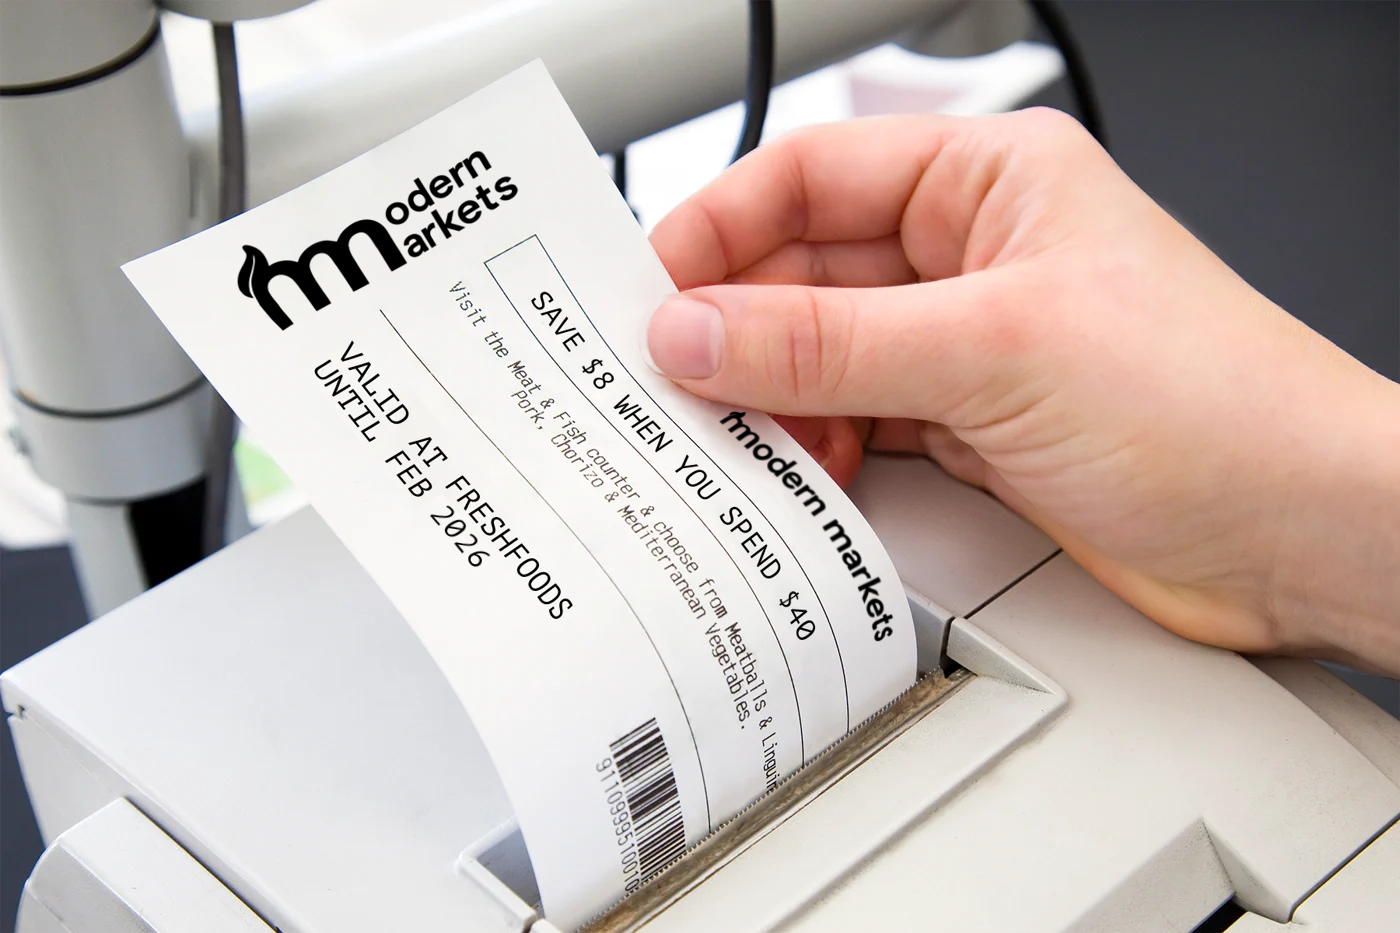 modern
markets
modern markets
SAVE $8 WHEN YOU SPEND $40
Visit the Meat & Fish counter & choose from Meatballs &
Pork, Chorizo & Mediterranean Vegetables.
VALID AT FRESHFOODS
UNTIL FEB 2026